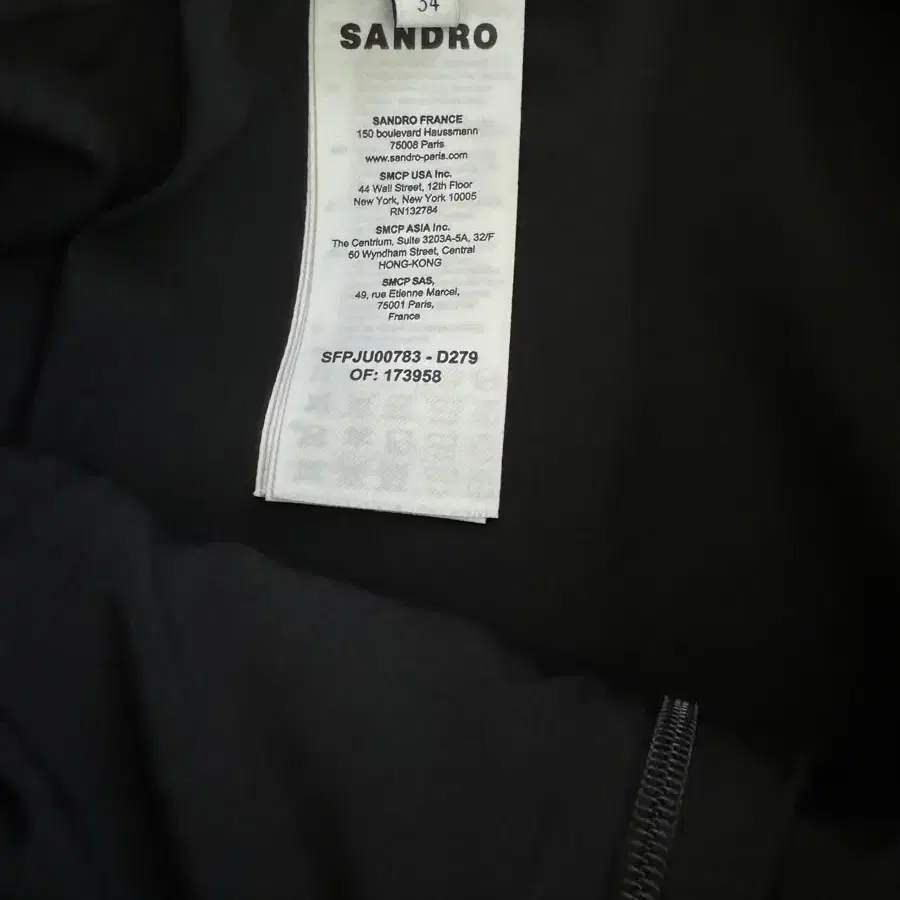 34
SANDRO
SANDRO FRANCE
150 boulevard Haussmann
75008 Paris
www.sandro-paris.com
SMCP USA Inc.
44 Wall Street, 12th Floor
New York, New York 10005
RN132784
SMCP ASIA Inc.
The Centrium, Suite 3203A-5A, 32/F
60 Wyndham Street, Central
HONG-KONG
SMCP SAS,
49, rue Etienne Marcel,
75001 Paris,
France
SFPJU00783 - D279
OF: 173958